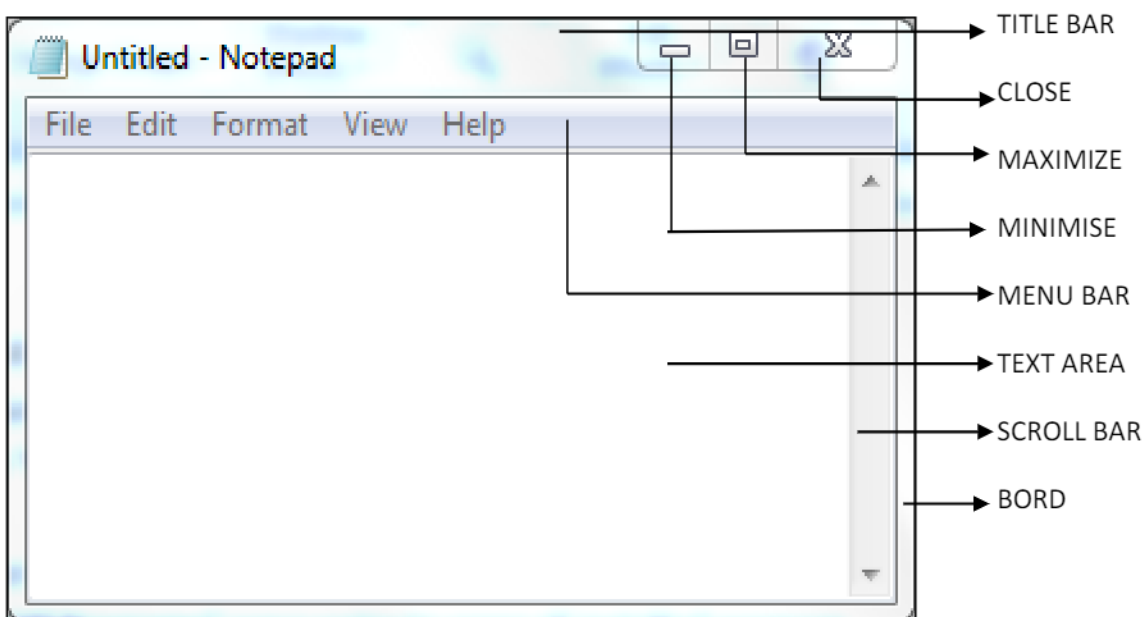 Untitled - Notepad
File Edit Format View Help
TITLE BAR
CLOSE
MAXIMIZE
MINIMISE
MENU BAR
TEXT AREA
SCROLL BAR
BORD